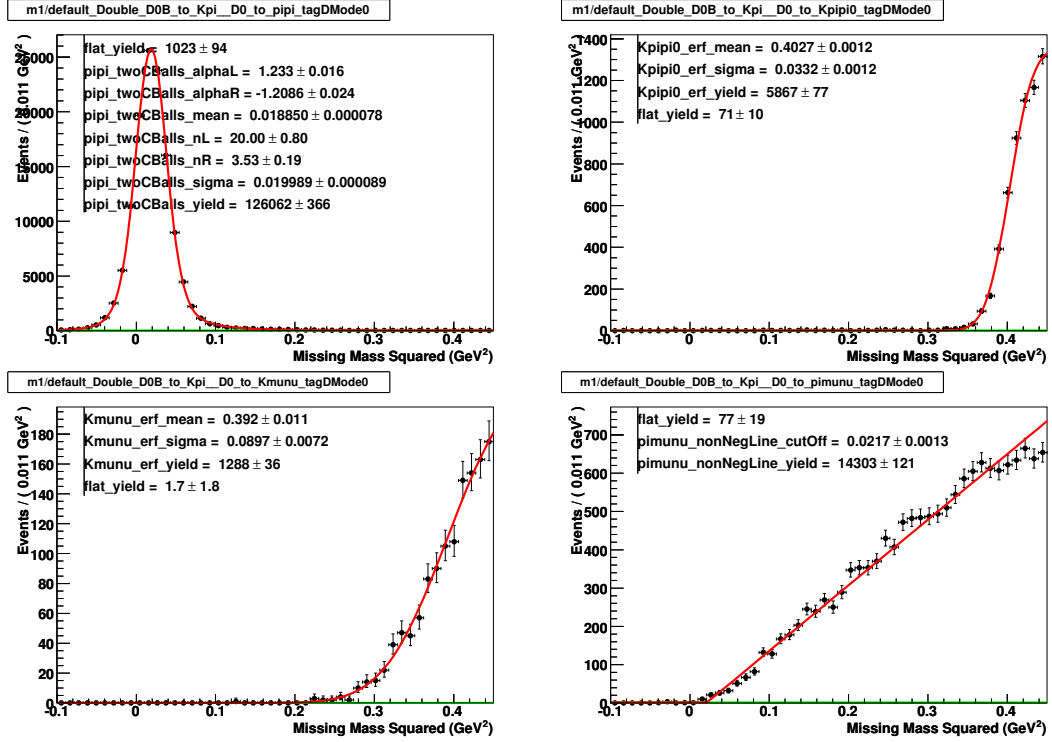 m1/default_Double_D0B_to_Kpi__D0_to_pipi_tagDMode0
flat_yield = 1023 ± 94
pipi_twoCBalls_alphaL = 1.233 ± 0.016
pipi_twoCBalls_alphaR = -1.2086 ± 0.024
pipi_twoCBalls_mean = 0.018850 ± 0.000078
pipi_twoCBalls_nL = 20.00 ± 0.80
pipi_twoCBalls_nR = 3.53 ± 0.19
pipi_twoCBalls_sigma = 0.019989 ± 0.000089
pipi_twoCBalls_yield = 126062 ± 366
Events / ( 0.011 GeV² )
25000
20000
15000
10000
5000
0
-0.1 0 0.1 0.2 0.3 0.4
Missing Mass Squared (GeV²)
m1/default_Double_D0B_to_Kpi__D0_to_Kpipi0_tagDMode0
Kpipi0_erf_mean = 0.4027 ± 0.0012
Kpipi0_erf_sigma = 0.0332 ± 0.0012
Kpipi0_erf_yield = 5867 ± 77
flat_yield = 71 ± 10
Events / ( 0.011 GeV² )
1400
1200
1000
800
600
400
200
0
-0.1 0 0.1 0.2 0.3 0.4
Missing Mass Squared (GeV²)
m1/default_Double_D0B_to_Kpi__D0_to_Kmunu_tagDMode0
Kmunu_erf_mean = 0.392 ± 0.011
Kmunu_erf_sigma = 0.0897 ± 0.0072
Kmunu_erf_yield = 1288 ± 36
flat_yield = 1.7 ± 1.8
Events / ( 0.011 GeV² )
180
160
140
120
100
80
60
40
20
0
-0.1 0 0.1 0.2 0.3 0.4
Missing Mass Squared (GeV²)
m1/default_Double_D0B_to_Kpi__D0_to_pimunu_tagDMode0
flat_yield = 77 ± 19
pimunu_nonNegLine_cutOff = 0.0217 ± 0.0013
pimunu_nonNegLine_yield = 14303 ± 121
Events / ( 0.011 GeV² )
700
600
500
400
300
200
100
0
-0.1 0 0.1 0.2 0.3 0.4
Missing Mass Squared (GeV²)